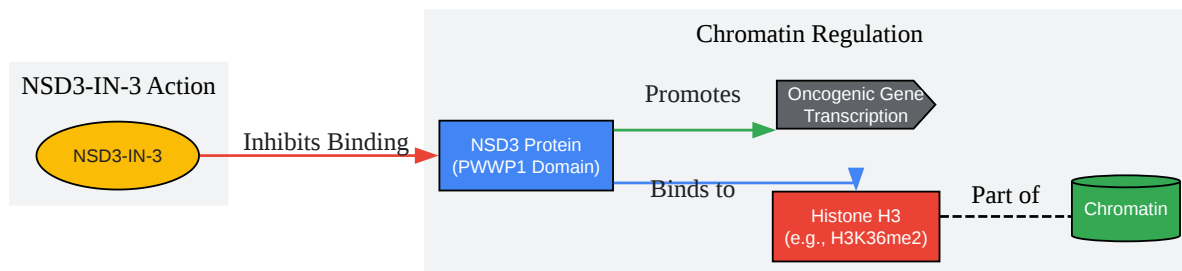 Chromatin Regulation
NSD3-IN-3 Action
NSD3-IN-3
Inhibits Binding
NSD3 Protein
(PWWP1 Domain)
Promotes
Oncogenic Gene
Transcription
Binds to
Histone H3
(e.g., H3K36me2)
Part of
Chromatin